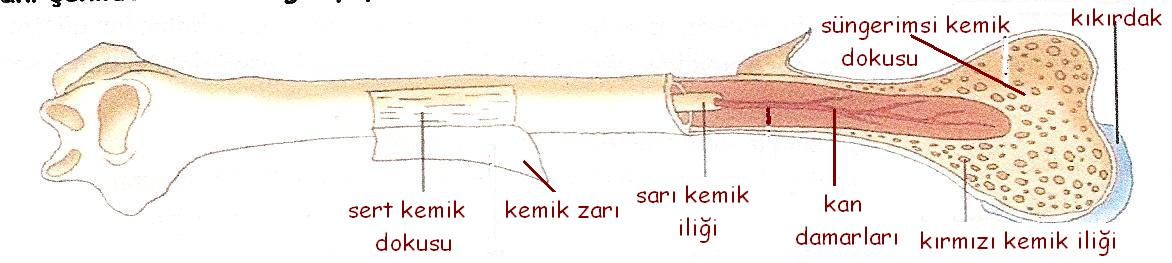 süngerimsi kemik
dokusu
kıkırdak
sert kemik
dokusu
kemik zarı
sarı kemik
iliği
kan
damarları
kırmızı kemik iliği